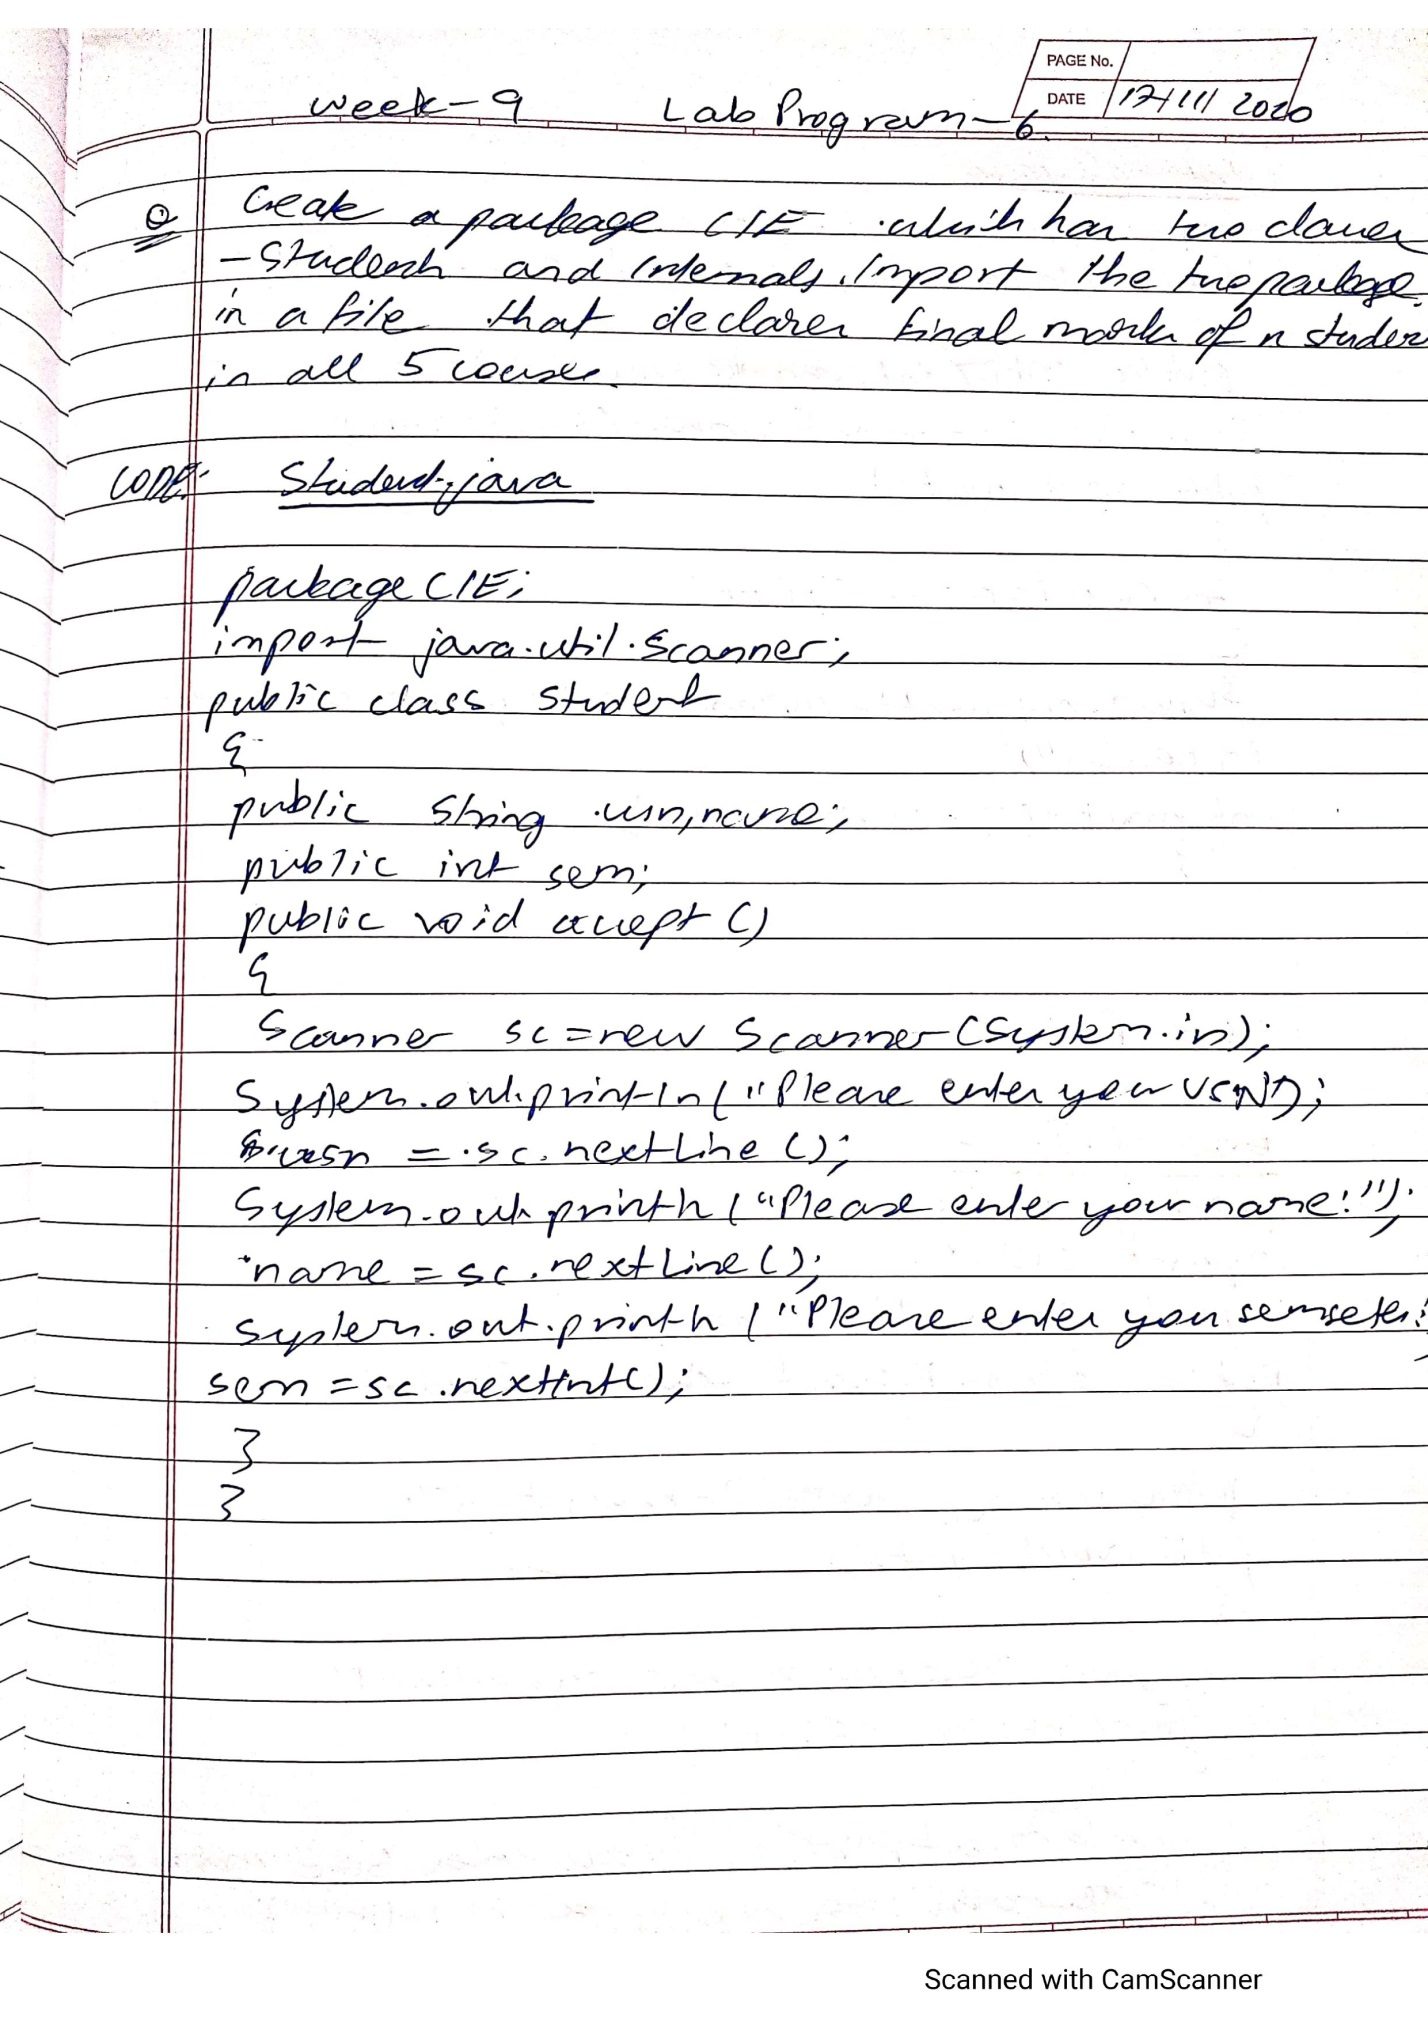 PAGE No.
DATE 17/11/2020
Week-9 Lab Program-6
Q Create a package CIE which has two classes
- Student and Internals. Import the two package
in a file that declares final marks of n studen
in all 5 courses.
CODE: Student.java
package CIE;
import java.util.Scanner;
public class Student
{
public String usn,name;
public int sem;
public void accept()
{
Scanner sc=new Scanner(System.in);
System.out.println("Please enter your USN");
usn = sc.nextLine();
System.out.println("Please enter your name:");
name = sc.nextLine();
System.out.println("Please enter you semseter:
sem = sc.nextInt();
}
}
Scanned with CamScanner